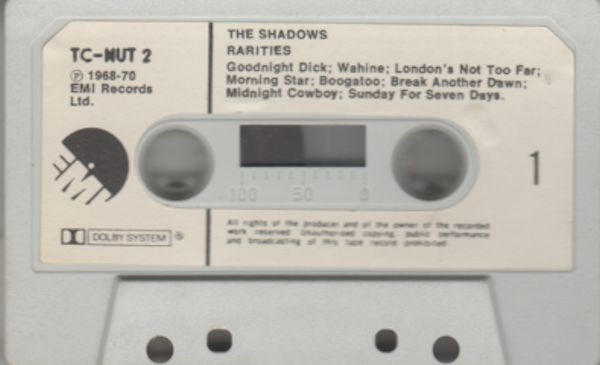 THE SHADOWS
RARITIES
TC-NUT 2
℗ 1968-70
EMI Records
Ltd.
Goodnight Dick; Wahine; London's Not Too Far;
Morning Star; Boogatoo; Break Another Dawn;
Midnight Cowboy; Sunday For Seven Days.
EMI
1
100 50 0
DOLBY SYSTEM ®
All rights of the producer and of the owner of the recorded
work reserved Unauthorised copying, public performance
and broadcasting of this tape record prohibited